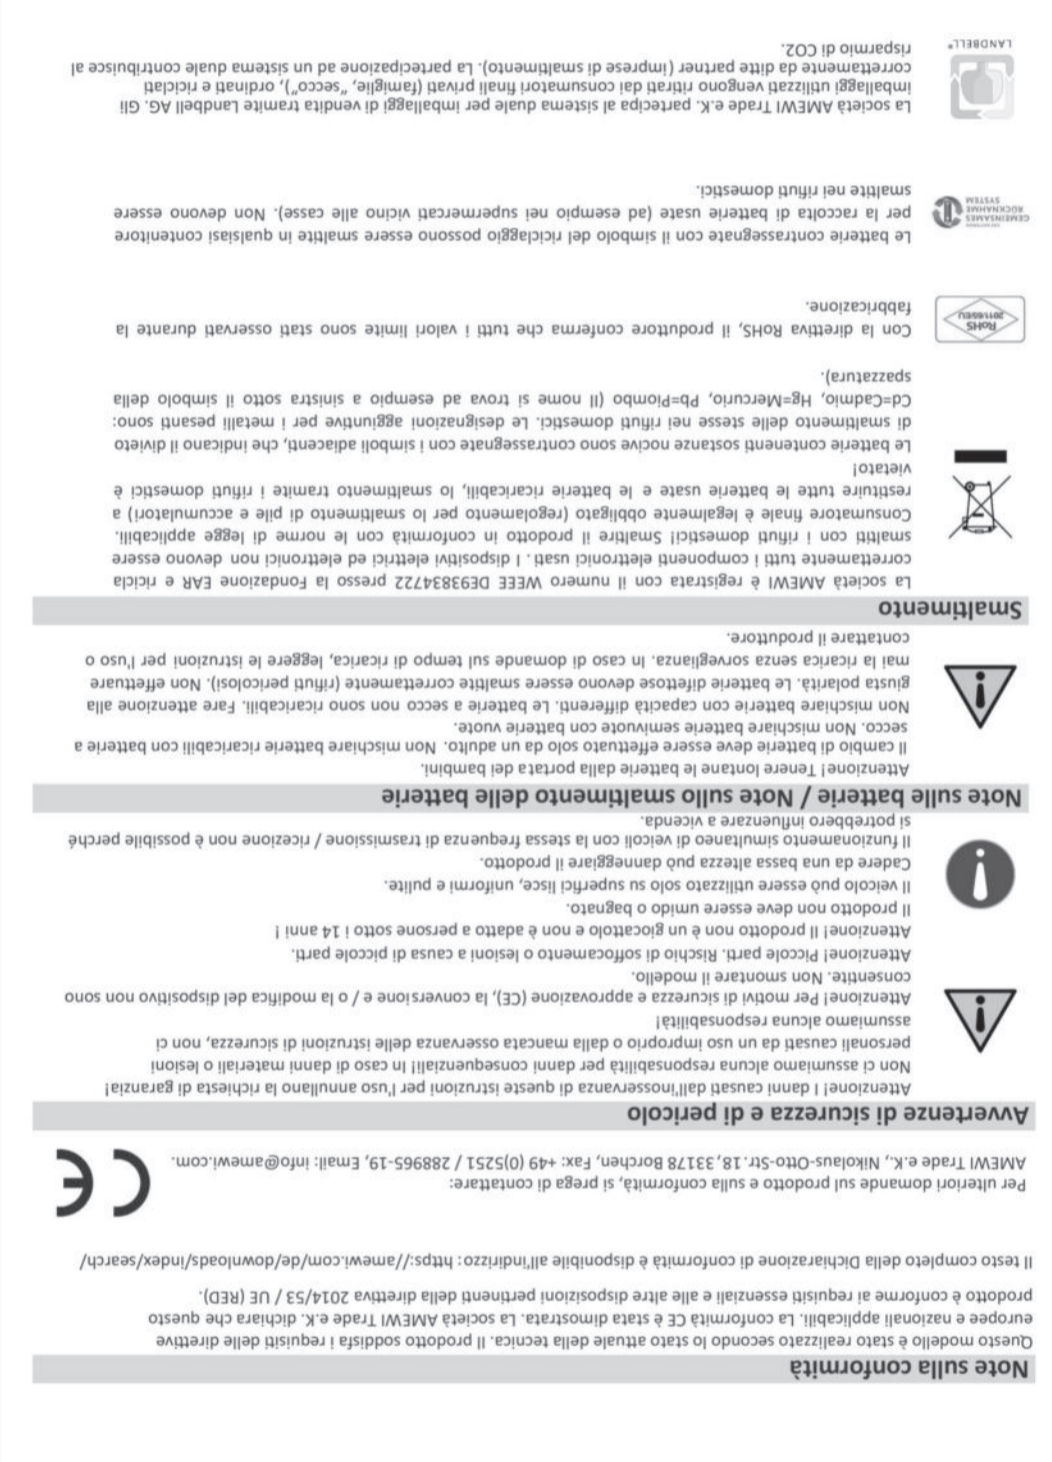 Note sulla conformità
Questo modello è stato realizzato secondo lo stato attuale della tecnica. Il prodotto soddisfa i requisiti delle direttive
europee e nazionali applicabili. La conformità CE è stata dimostrata. La società AMEWI Trade e.K. dichiara che questo
prodotto è conforme ai requisiti essenziali e alle altre disposizioni pertinenti della direttiva 2014/53 / UE (RED).
Il testo completo della Dichiarazione di conformità è disponibile all'indirizzo: https://amewi.com/de/downloads/index/search/
Per ulteriori domande sul prodotto e sulla conformità, si prega di contattare:
AMEWI Trade e.K., Nikolaus-Otto-Str.18, 33178 Borchen, Fax: +49 (0)5251 / 288965-19, Email: info@amewi.com.
CE
Avvertenze di sicurezza e di pericolo
Attenzione! I danni causati dall'inosservanza di queste istruzioni per l'uso annullano la richiesta di garanzia!
Non ci assumiamo alcuna responsabilità per danni consequenziali! In caso di danni materiali o lesioni
personali causati da un uso improprio o dalla mancata osservanza delle istruzioni di sicurezza, non ci
assumiamo alcuna responsabilità!
Attenzione! Per motivi di sicurezza e approvazione (CE), la conversione e / o la modifica del dispositivo non sono
consentite. Non smontare il modello.
Attenzione! Piccole parti. Rischio di soffocamento o lesioni a causa di piccole parti.
Attenzione! Il prodotto non è un giocattolo e non è adatto a persone sotto i 14 anni !
Il prodotto non deve essere umido o bagnato.
Il veicolo può essere utilizzato solo su superfici lisce, uniformi e pulite.
Cadere da una bassa altezza può danneggiare il prodotto.
Il funzionamento simultaneo di veicoli con la stessa frequenza di trasmissione / ricezione non è possibile perché
si potrebbero influenzare a vicenda.
Note sulle batterie / Note sullo smaltimento delle batterie
Attenzione! Tenere lontane le batterie dalla portata dei bambini.
Il cambio di batterie deve essere effettuato solo da un adulto. Non mischiare batterie ricaricabili con batterie a
secco. Non mischiare batterie semivuote con batterie vuote.
Non mischiare batterie con capacità differenti. Le batterie a secco non sono ricaricabili. Fare attenzione alla
giusta polarità. Le batterie difettose devono essere smaltite correttamente (rifiuti pericolosi). Non effettuare
mai la ricarica senza sorveglianza. In caso di domande sul tempo di ricarica, leggere le istruzioni per l'uso o
contattare il produttore.
Smaltimento
La società AMEWI è registrata con il numero WEEE DE93834722 presso la Fondazione EAR e ricicla
correttamente tutti i componenti elettronici usati . I dispositivi elettrici ed elettronici non devono essere
smaltiti con i rifiuti domestici! Smaltire il prodotto in conformità con le norme di legge applicabili.
Consumatore finale è legalmente obbligato (regolamento per lo smaltimento di pile e accumulatori) a
restituire tutte le batterie usate e le batterie ricaricabili, lo smaltimento tramite i rifiuti domestici è
vietato!
Le batterie contenenti sostanze nocive sono contrassegnate con i simboli adiacenti, che indicano il divieto
di smaltimento delle stesse nei rifiuti domestici. Le designazioni aggiuntive per i metalli pesanti sono:
Cd=Cadmio, Hg=Mercurio, Pb=Piombo (Il nome si trova ad esempio a sinistra sotto il simbolo della
spazzatura).
RoHS
2011/65/EU
Con la direttiva RoHS, il produttore conferma che tutti i valori limite sono stati osservati durante la
fabbricazione.
GEMEINSAMES
RÜCKNAHME
SYSTEM
Le batterie contrassegnate con il simbolo del riciclaggio possono essere smaltite in qualsiasi contenitore
per la raccolta di batterie usate (ad esempio nei supermercati vicino alle casse). Non devono essere
smaltite nei rifiuti domestici.
LANDBELL®
La società AMEWI Trade e.K. partecipa al sistema duale per imballaggi di vendita tramite Landbell AG. Gli
imballaggi utilizzati vengono ritirati dai consumatori finali privati (famiglie, "secco"), ordinati e riciclati
correttamente da ditte partner (imprese di smaltimento). La partecipazione ad un sistema duale contribuisce al
risparmio di CO2.